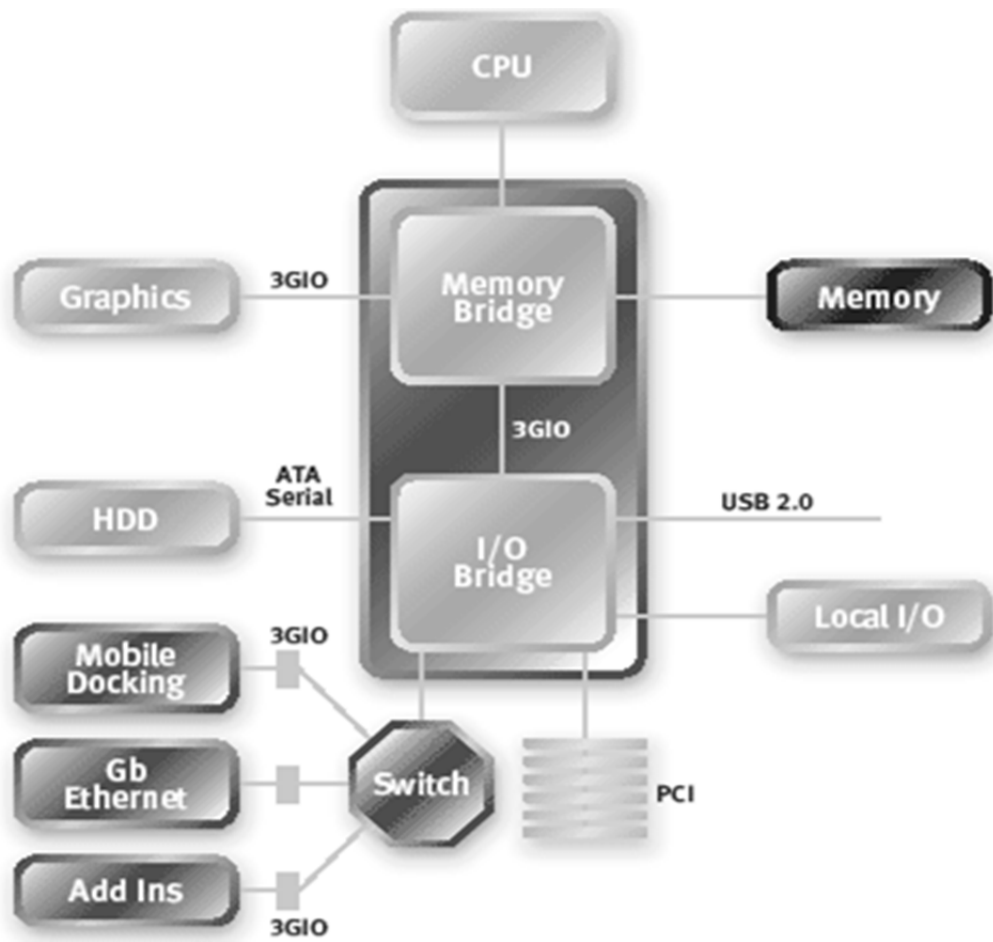 CPU
Graphics
3GIO
Memory
Bridge
Memory
3GIO
HDD
ATA
Serial
I/O
Bridge
USB 2.0
Local I/O
Mobile
Docking
3GIO
Gb
Ethernet
Switch
PCI
Add Ins
3GIO